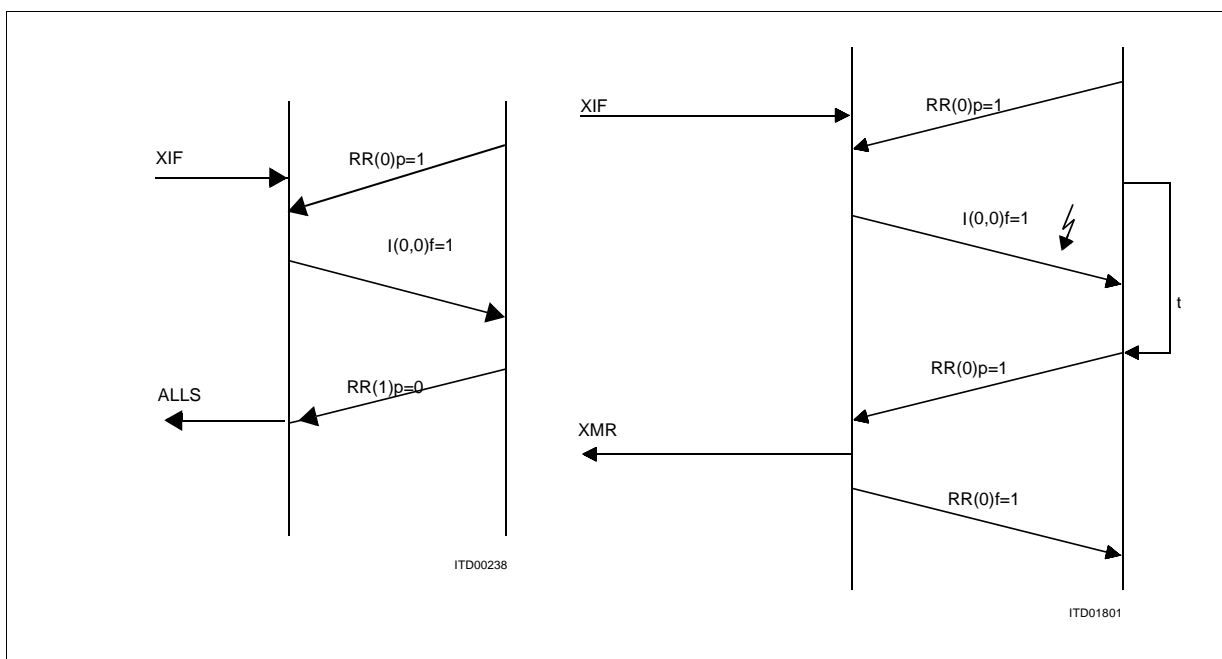 XIF
RR(0)p=1
I(0,0)f=1
RR(1)p=0
ALLS
ITD00238
XIF
RR(0)p=1
I(0,0)f=1
t
RR(0)p=1
XMR
RR(0)f=1
ITD01801